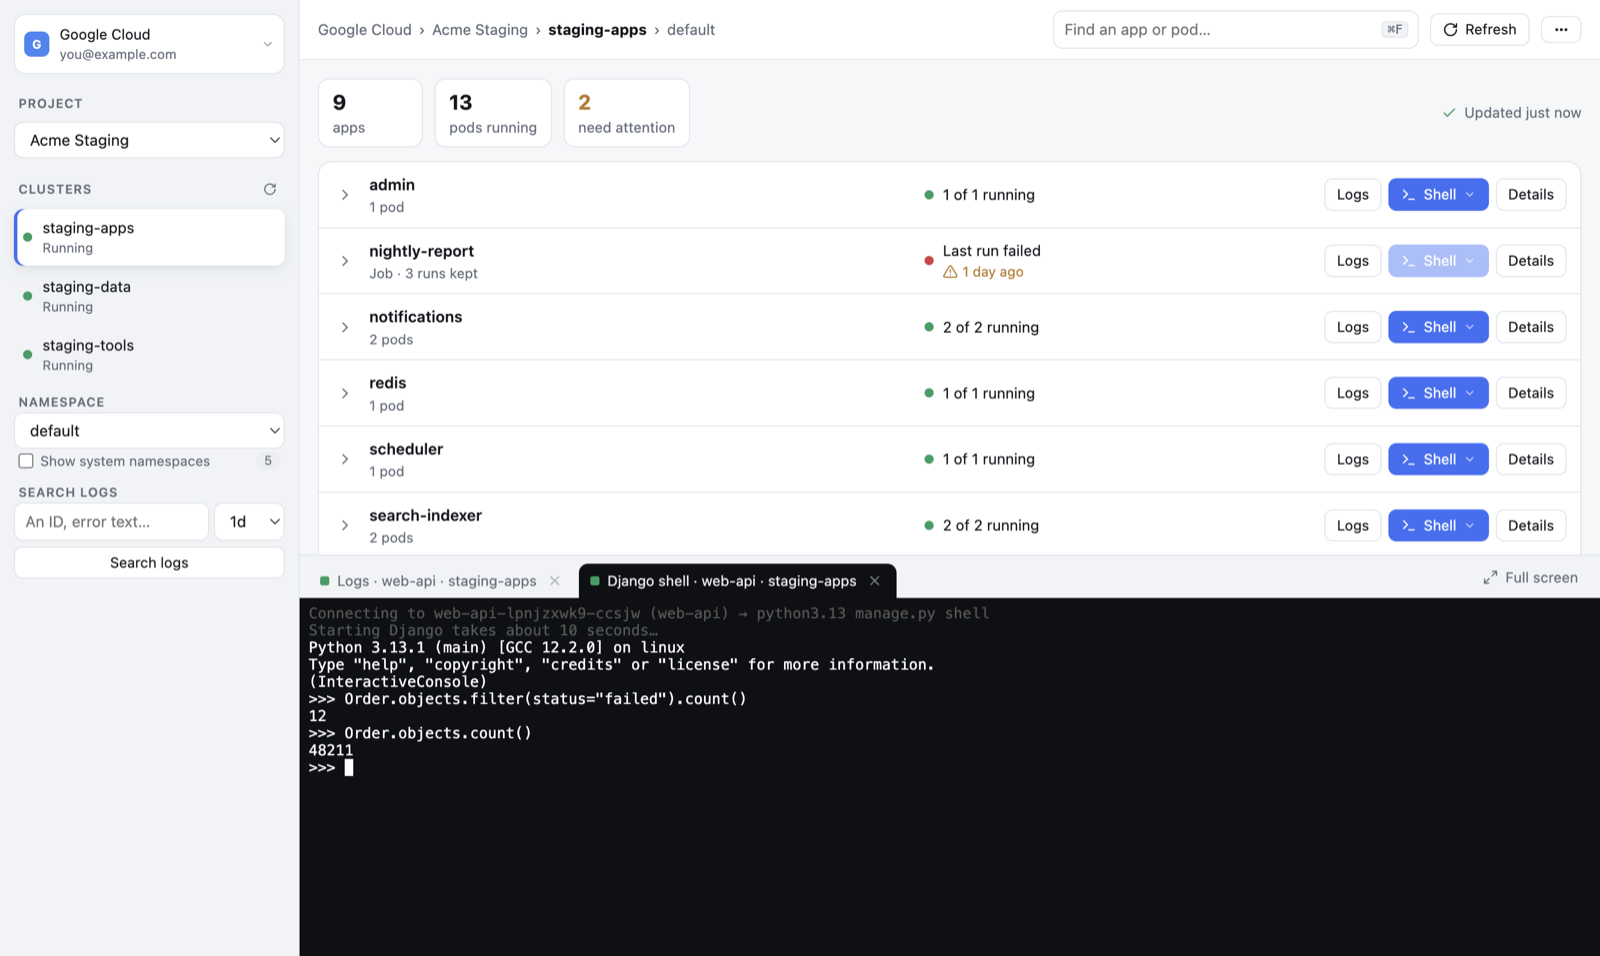 G
Google Cloud
you@example.com
PROJECT
Acme Staging
CLUSTERS
staging-apps
Running
staging-data
Running
staging-tools
Running
NAMESPACE
default
Show system namespaces 5
SEARCH LOGS
An ID, error text... 1d
Search logs
Google Cloud › Acme Staging › staging-apps › default
Find an app or pod... ⌘F
Refresh
···
9
apps
13
pods running
2
need attention
Updated just now
admin
1 pod
1 of 1 running
Logs >_ Shell Details
nightly-report
Job · 3 runs kept
Last run failed
1 day ago
Logs >_ Shell Details
notifications
2 pods
2 of 2 running
Logs >_ Shell Details
redis
1 pod
1 of 1 running
Logs >_ Shell Details
scheduler
1 pod
1 of 1 running
Logs >_ Shell Details
search-indexer
2 pods
2 of 2 running
Logs >_ Shell Details
Logs · web-api · staging-apps
Django shell · web-api · staging-apps
Full screen
Connecting to web-api-lpnjzxwk9-ccsjw (web-api) → python3.13 manage.py shell
Starting Django takes about 10 seconds…
Python 3.13.1 (main) [GCC 12.2.0] on linux
Type "help", "copyright", "credits" or "license" for more information.
(InteractiveConsole)
>>> Order.objects.filter(status="failed").count()
12
>>> Order.objects.count()
48211
>>>